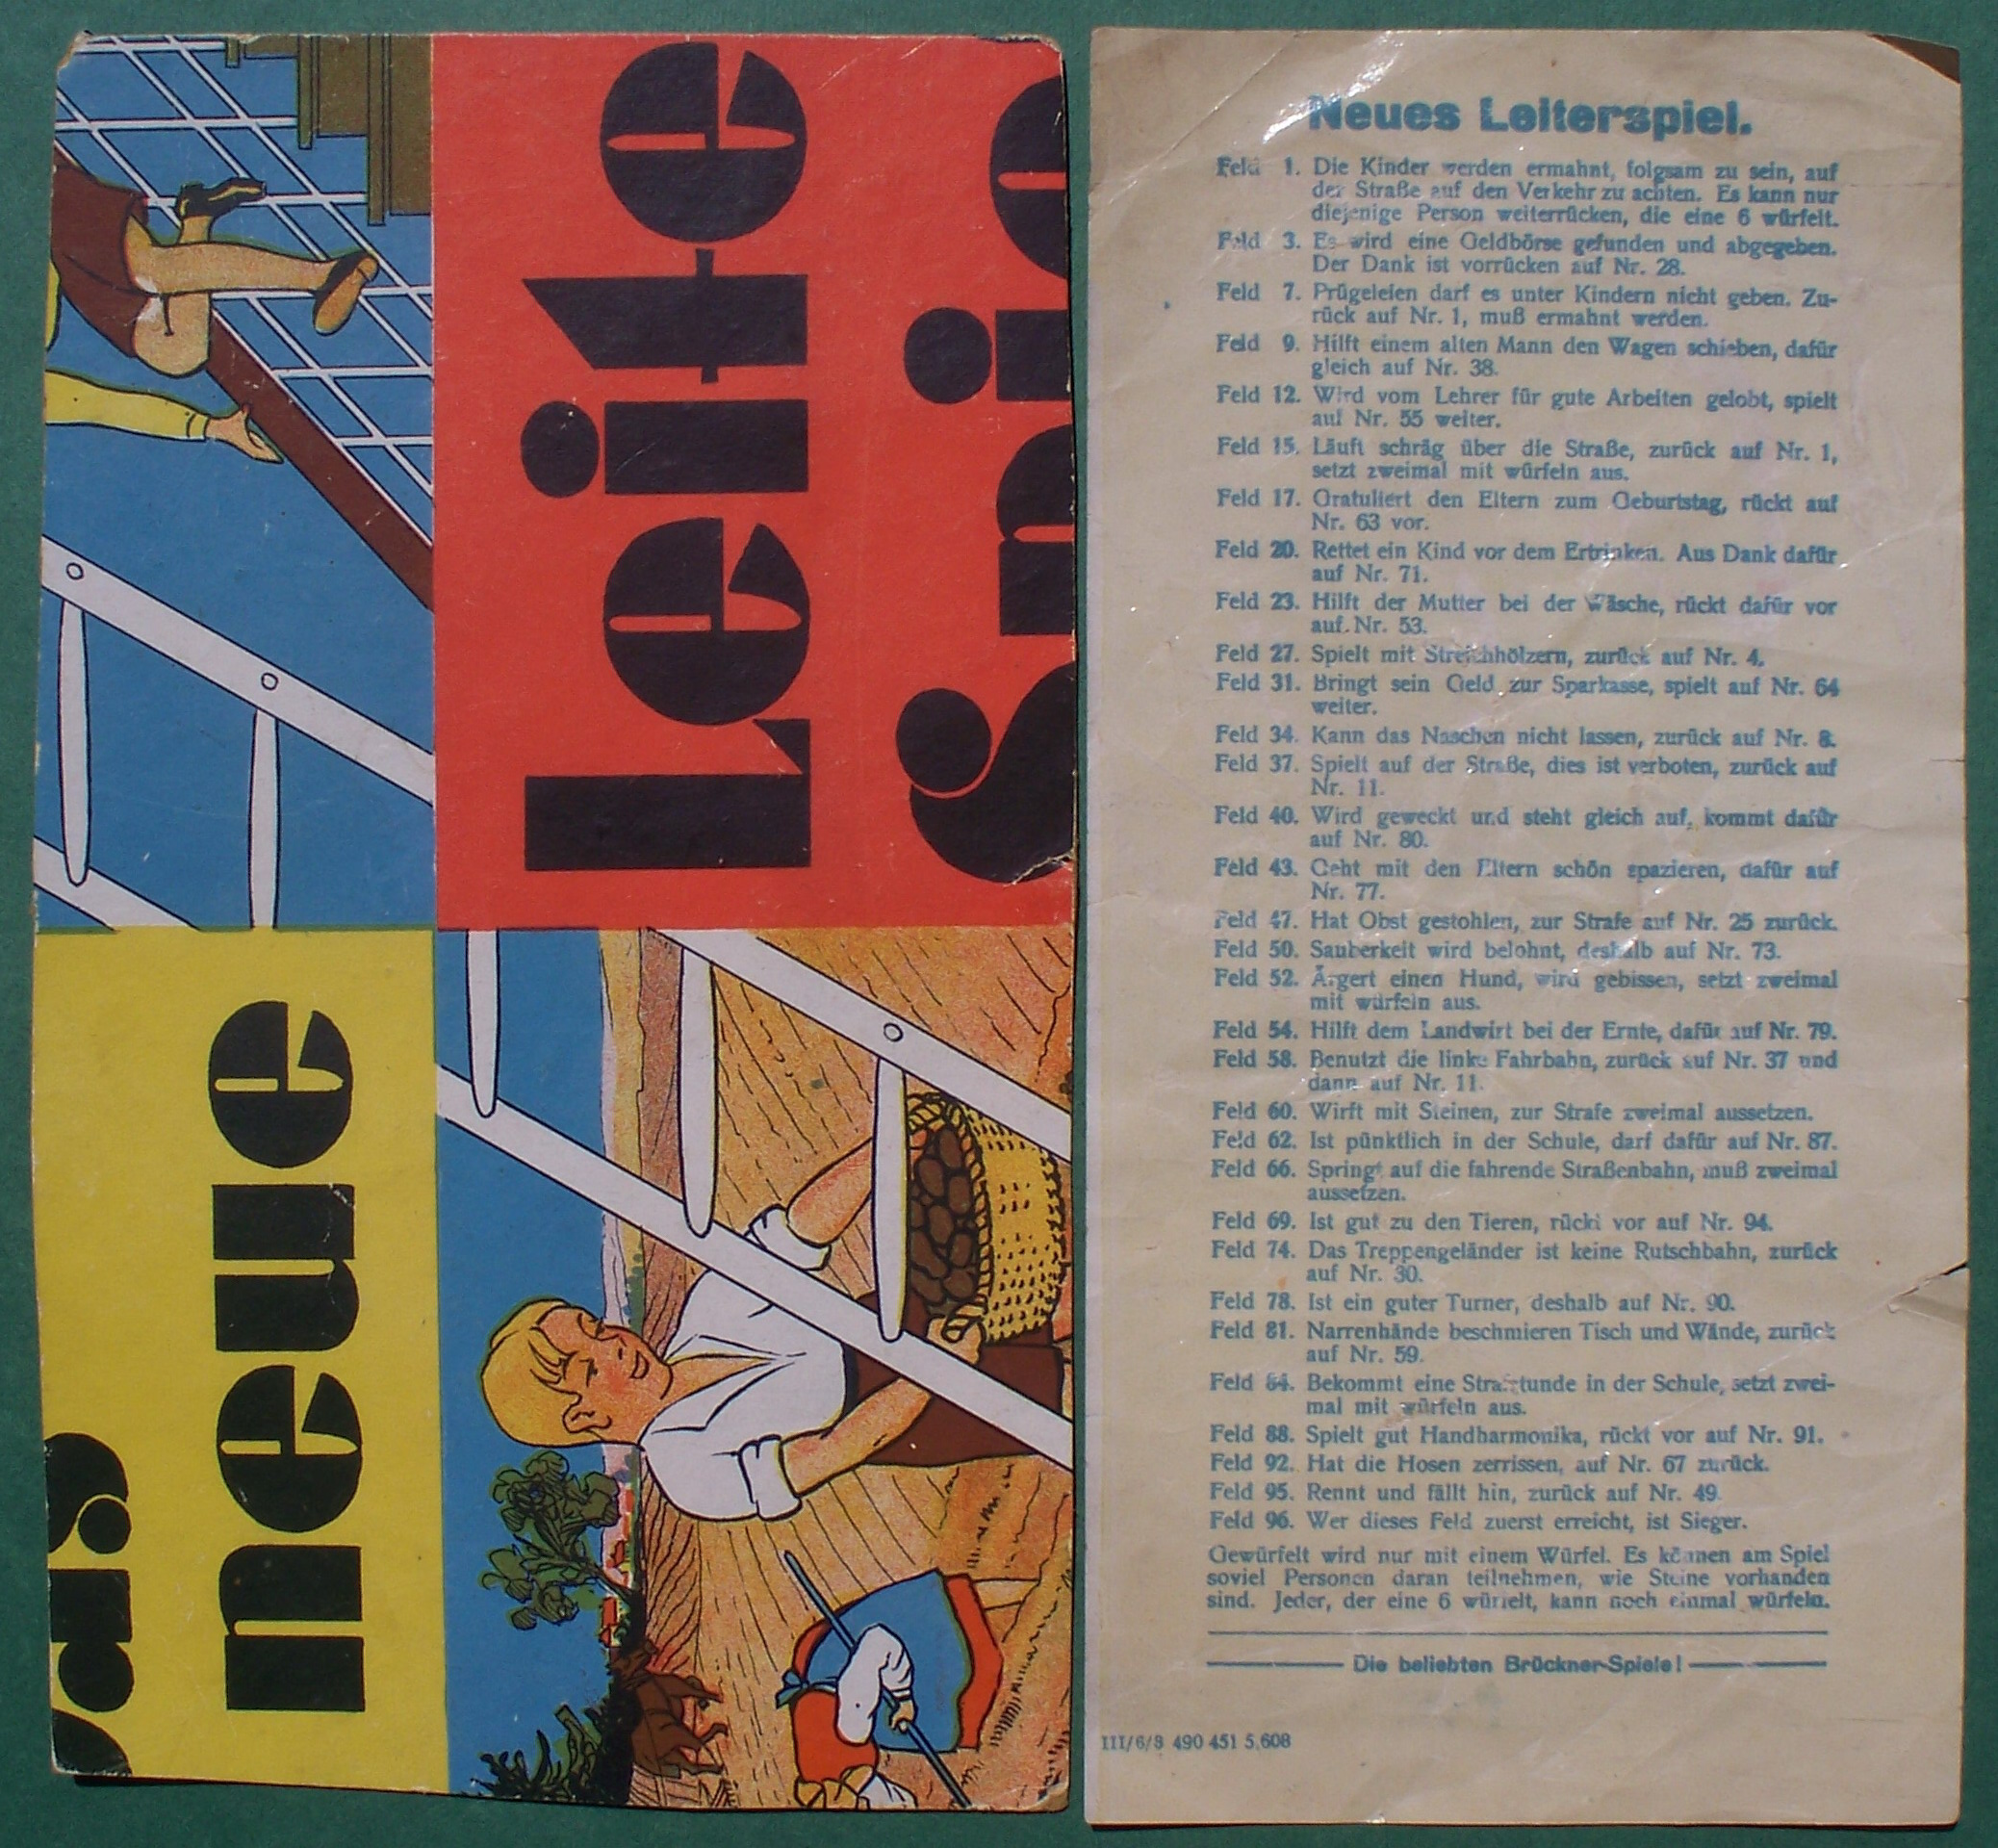 das
neue
Leite
Spie
Neues Leiterspiel.
Feld 1. Die Kinder werden ermahnt, folgsam zu sein, auf
der Straße auf den Verkehr zu achten. Es kann nur
diejenige Person weiterrücken, die eine 6 würfelt.
Feld 3. Es wird eine Geldbörse gefunden und abgegeben.
Der Dank ist vorrücken auf Nr. 28.
Feld 7. Prügeleien darf es unter Kindern nicht geben. Zu-
rück auf Nr. 1, muß ermahnt werden.
Feld 9. Hilft einem alten Mann den Wagen schieben, dafür
gleich auf Nr. 38.
Feld 12. Wird vom Lehrer für gute Arbeiten gelobt, spielt
auf Nr. 55 weiter.
Feld 15. Läuft schräg über die Straße, zurück auf Nr. 1,
setzt zweimal mit würfeln aus.
Feld 17. Gratuliert den Eltern zum Geburtstag, rückt auf
Nr. 63 vor.
Feld 20. Rettet ein Kind vor dem Ertrinken. Aus Dank dafür
auf Nr. 71.
Feld 23. Hilft der Mutter bei der Wäsche, rückt dafür vor
auf Nr. 53.
Feld 27. Spielt mit Streichhölzern, zurück auf Nr. 4.
Feld 31. Bringt sein Geld zur Sparkasse, spielt auf Nr. 64
weiter.
Feld 34. Kann das Naschen nicht lassen, zurück auf Nr. 8.
Feld 37. Spielt auf der Straße, dies ist verboten, zurück auf
Nr. 11.
Feld 40. Wird geweckt und steht gleich auf, kommt dafür
auf Nr. 80.
Feld 43. Geht mit den Eltern schön spazieren, dafür auf
Nr. 77.
Feld 47. Hat Obst gestohlen, zur Strafe auf Nr. 25 zurück.
Feld 50. Sauberkeit wird belohnt, deshalb auf Nr. 73.
Feld 52. Ärgert einen Hund, wird gebissen, setzt zweimal
mit würfeln aus.
Feld 54. Hilft dem Landwirt bei der Ernte, dafür auf Nr. 79.
Feld 58. Benutzt die linke Fahrbahn, zurück auf Nr. 37 und
dann auf Nr. 11.
Feld 60. Wirft mit Steinen, zur Strafe zweimal aussetzen.
Feld 62. Ist pünktlich in der Schule, darf dafür auf Nr. 87.
Feld 66. Springt auf die fahrende Straßenbahn, muß zweimal
aussetzen.
Feld 69. Ist gut zu den Tieren, rückt vor auf Nr. 94.
Feld 74. Das Treppengeländer ist keine Rutschbahn, zurück
auf Nr. 30.
Feld 78. Ist ein guter Turner, deshalb auf Nr. 90.
Feld 81. Narrenhände beschmieren Tisch und Wände, zurück
auf Nr. 59.
Feld 84. Bekommt eine Strafstunde in der Schule, setzt zwei-
mal mit würfeln aus.
Feld 88. Spielt gut Handharmonika, rückt vor auf Nr. 91.
Feld 92. Hat die Hosen zerrissen, auf Nr. 67 zurück.
Feld 95. Rennt und fällt hin, zurück auf Nr. 49.
Feld 96. Wer dieses Feld zuerst erreicht, ist Sieger.
Gewürfelt wird nur mit einem Würfel. Es können am Spiel
soviel Personen daran teilnehmen, wie Steine vorhanden
sind. Jeder, der eine 6 würfelt, kann noch einmal würfeln.
Die beliebten Brückner-Spiele!
III/6/8 490 451 5,608